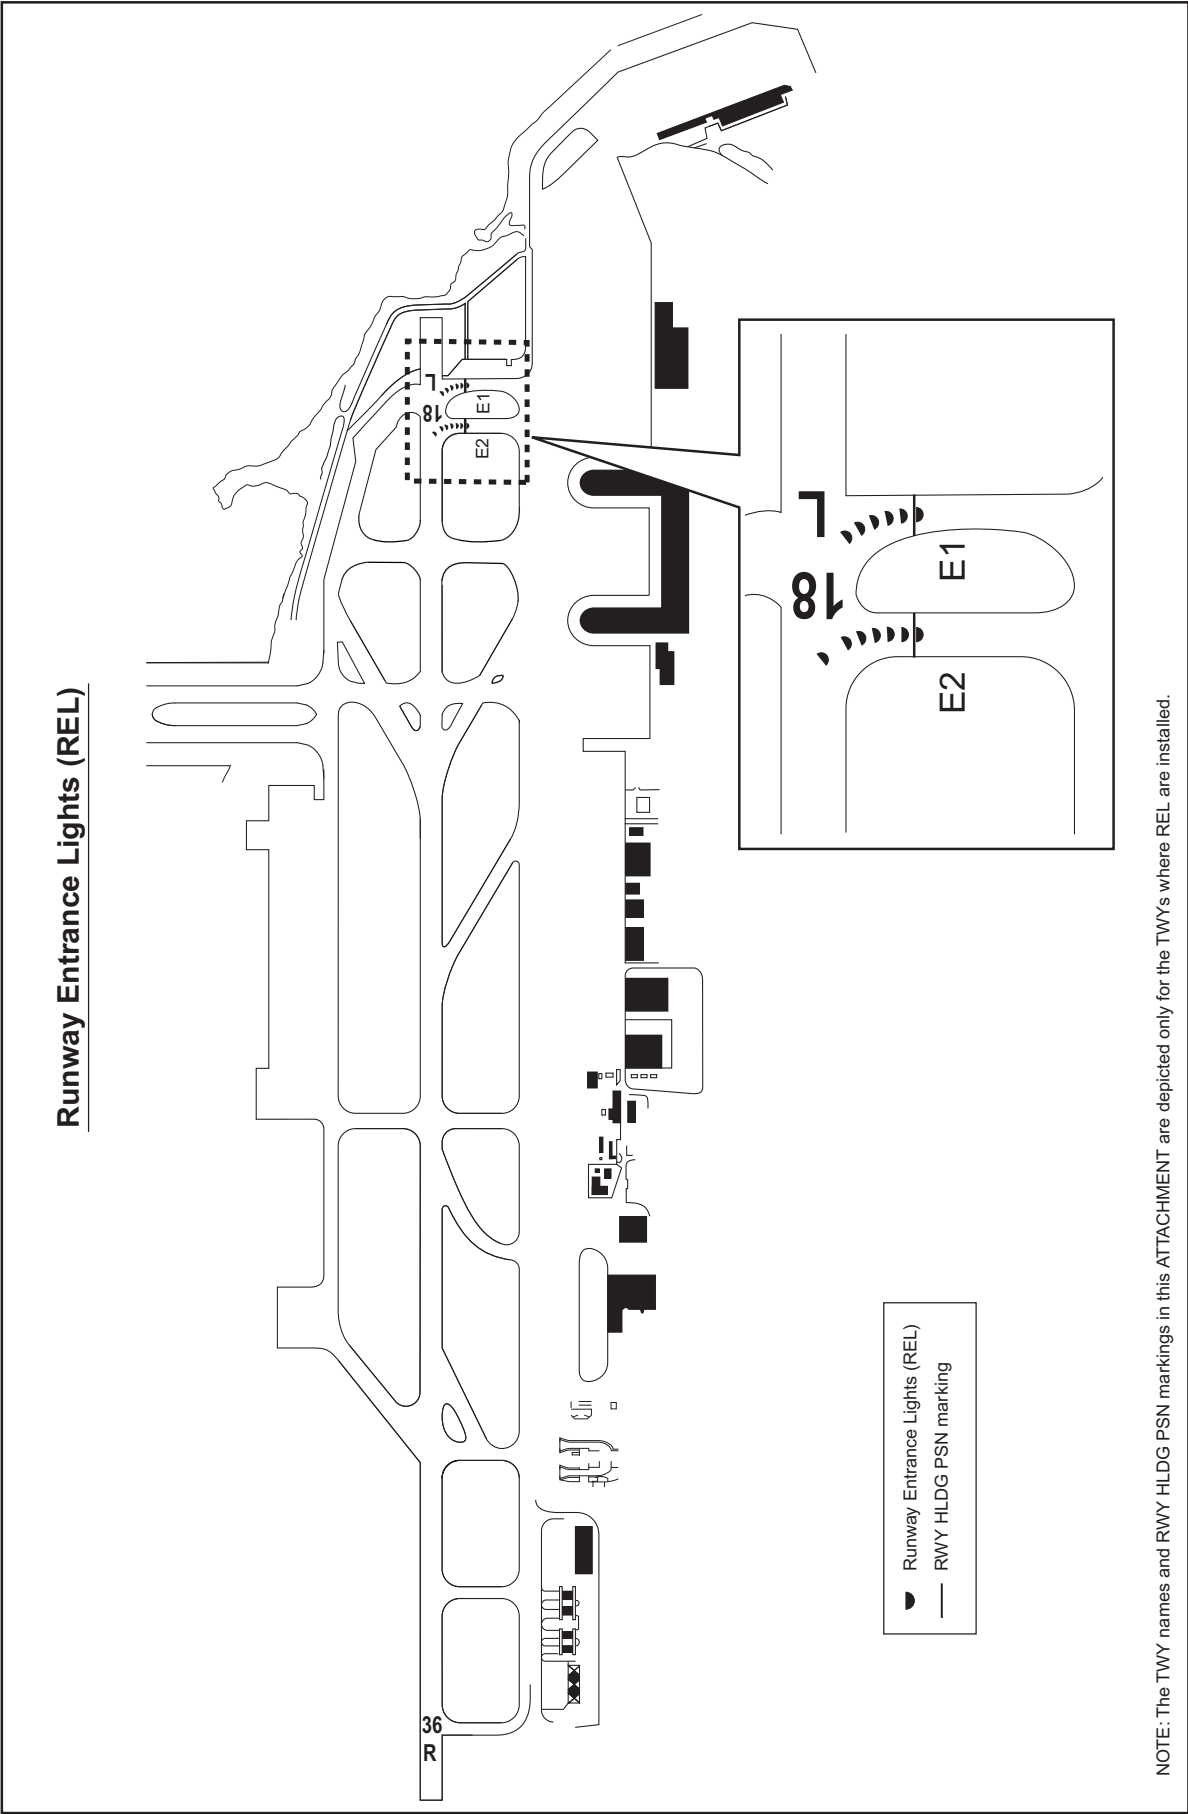 Runway Entrance Lights (REL)
36
R
18
L
E2
E1
18
L
E2
E1
Runway Entrance Lights (REL)
RWY HLDG PSN marking
NOTE: The TWY names and RWY HLDG PSN markings in this ATTACHMENT are depicted only for the TWYs where REL are installed.